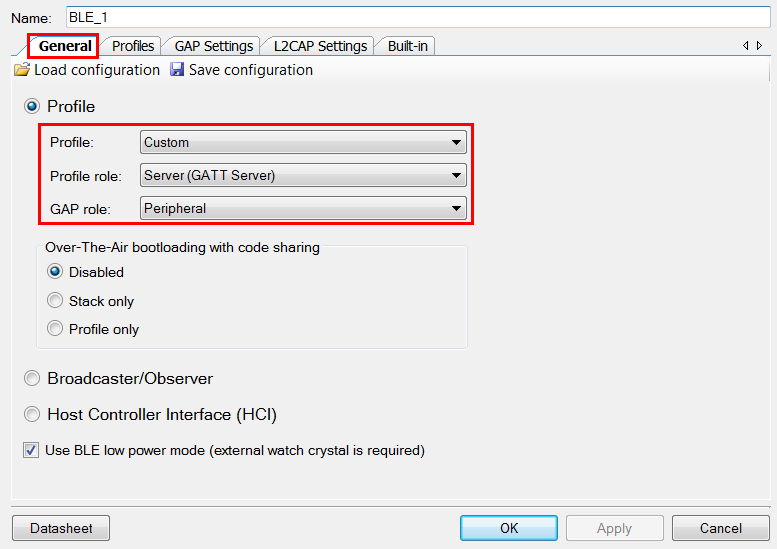 Name: BLE_1
General Profiles GAP Settings L2CAP Settings Built-in
Load configuration Save configuration
Profile
Profile: Custom
Profile role: Server (GATT Server)
GAP role: Peripheral
Over-The-Air bootloading with code sharing
Disabled
Stack only
Profile only
Broadcaster/Observer
Host Controller Interface (HCI)
Use BLE low power mode (external watch crystal is required)
Datasheet OK Apply Cancel